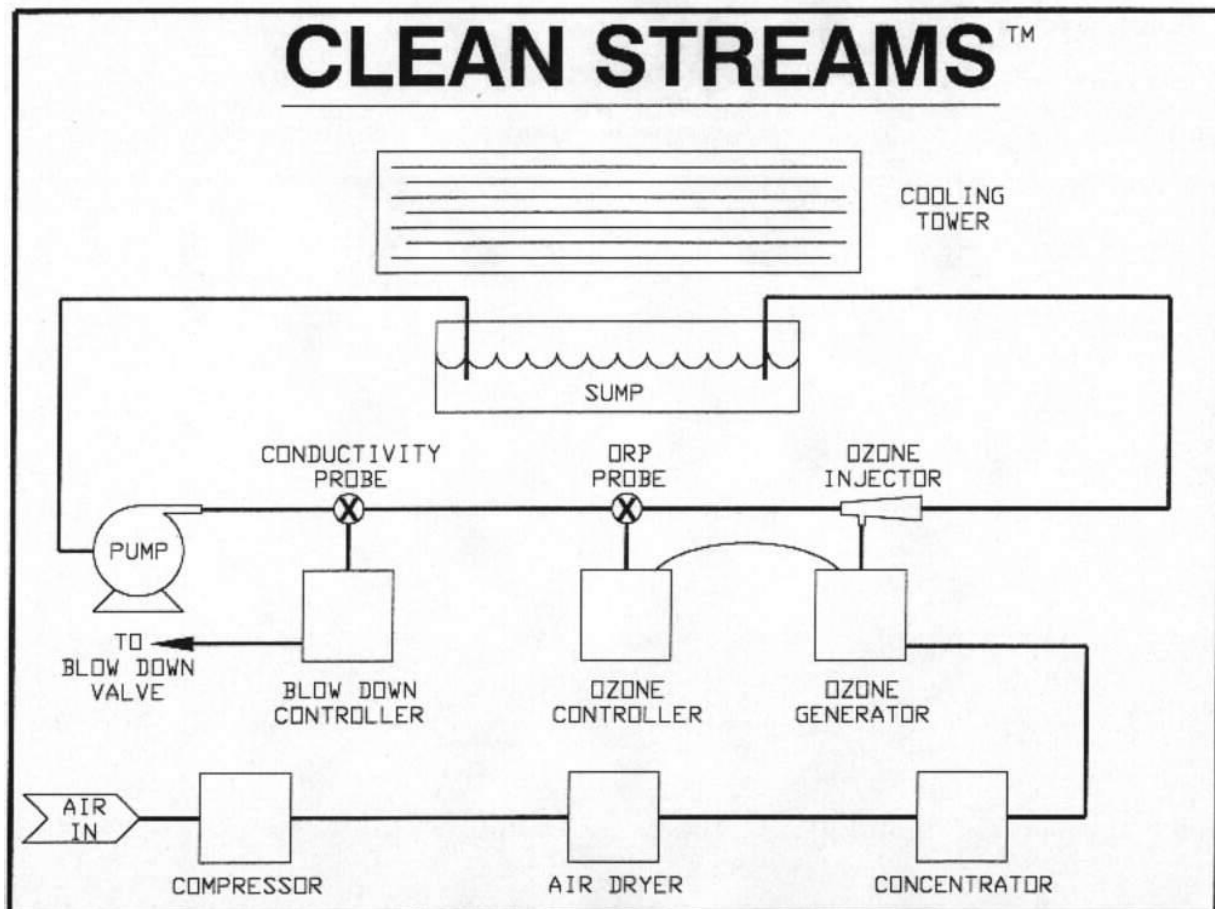 CLEAN STREAMS™
COOLING
TOWER
SUMP
CONDUCTIVITY
PROBE
ORP
PROBE
OZONE
INJECTOR
PUMP
TO
BLOW DOWN
VALVE
BLOW DOWN
CONTROLLER
OZONE
CONTROLLER
OZONE
GENERATOR
AIR
IN
COMPRESSOR
AIR DRYER
CONCENTRATOR